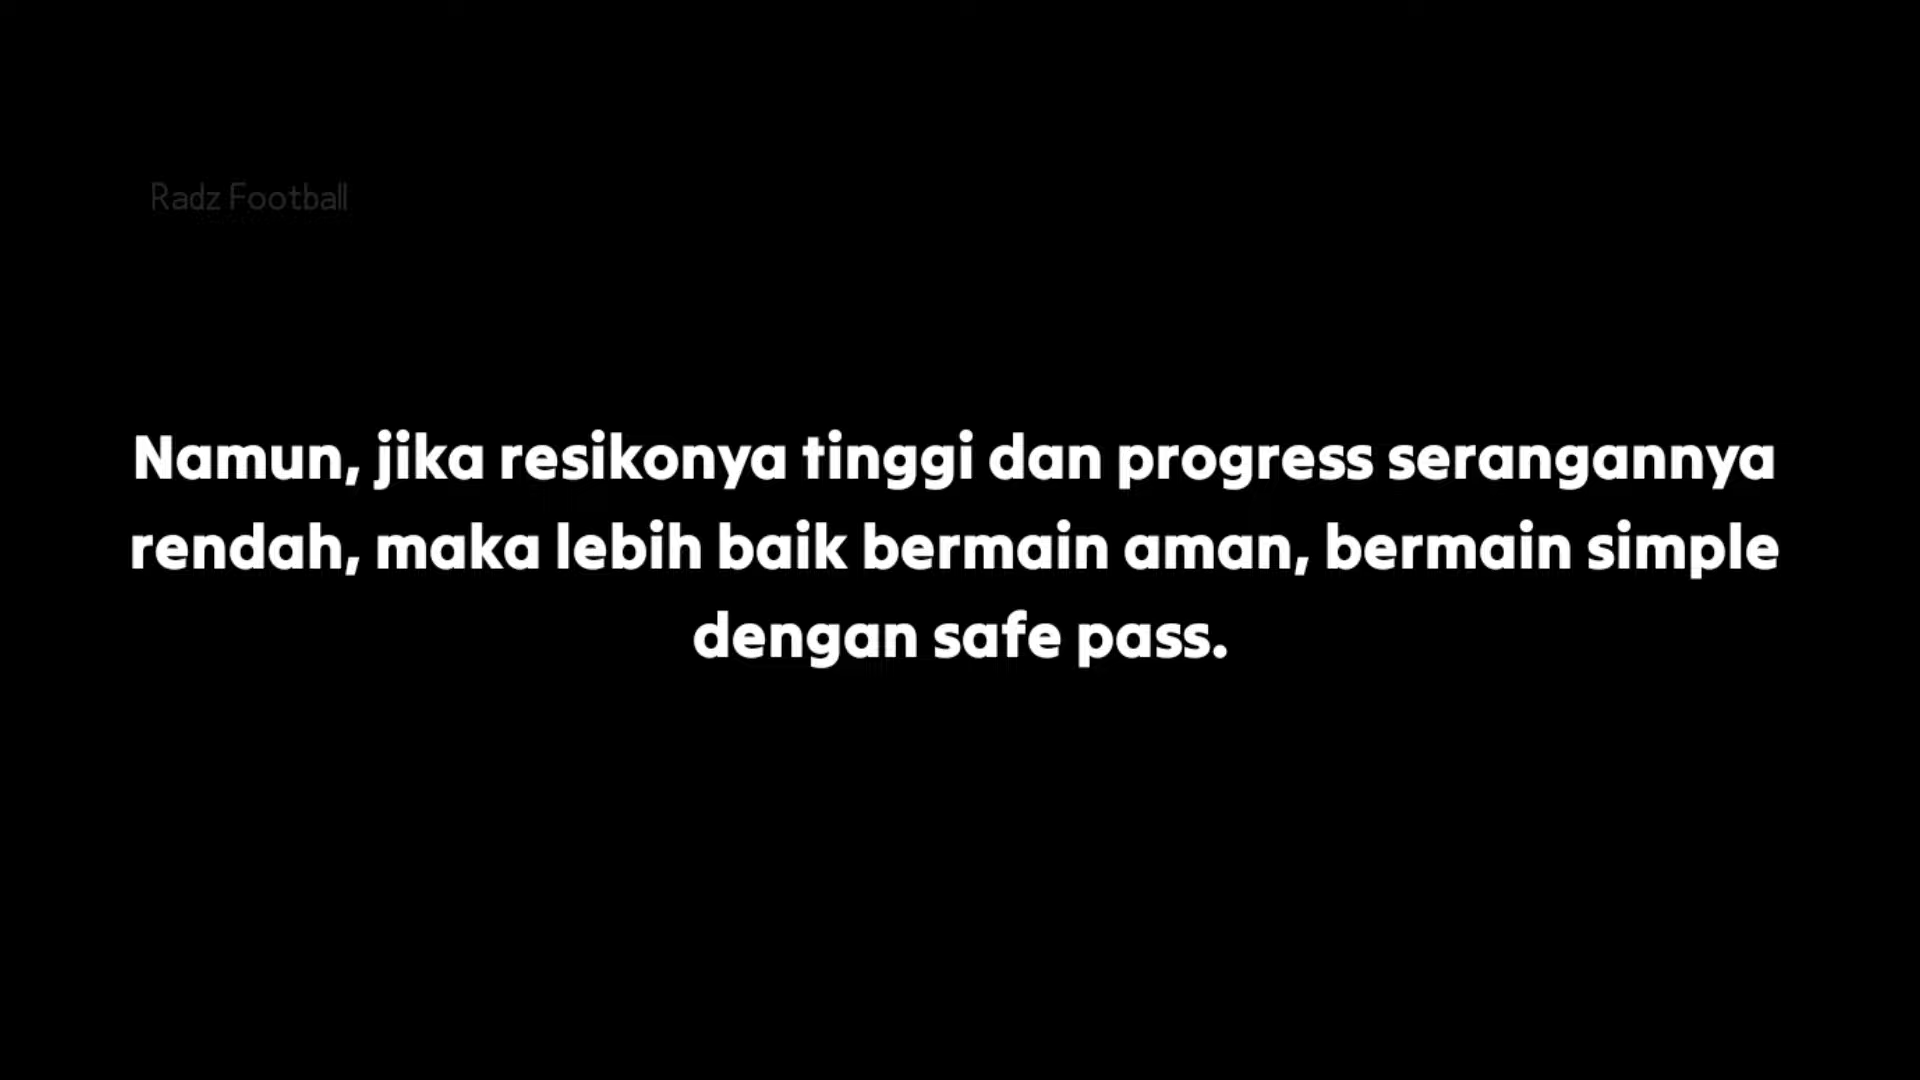 Radz Football
Namun, jika resikonya tinggi dan progress serangannya
rendah, maka lebih baik bermain aman, bermain simple
dengan safe pass.